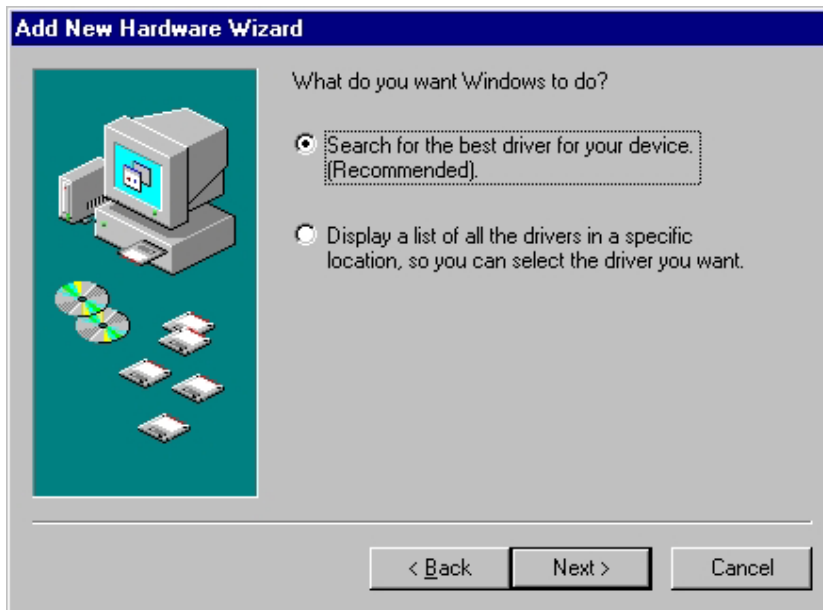 Add New Hardware Wizard
What do you want Windows to do?
Search for the best driver for your device.
(Recommended).
Display a list of all the drivers in a specific
location, so you can select the driver you want.
< Back
Next >
Cancel